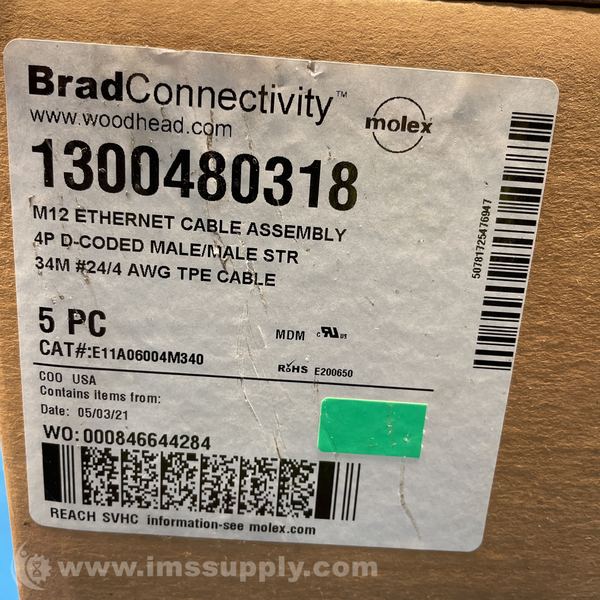 BradConnectivity™
www.woodhead.com
molex
1300480318
M12 ETHERNET CABLE ASSEMBLY
4P D-CODED MALE/MALE STR
34M #24/4 AWG TPE CABLE
50781725476947
5 PC
MDM c RU us
CAT#:E11A06004M340
RoHS E200650
COO USA
Contains items from:
Date: 05/03/21
WO:000846644284
REACH SVHC information-see molex.com
www.imssupply.com